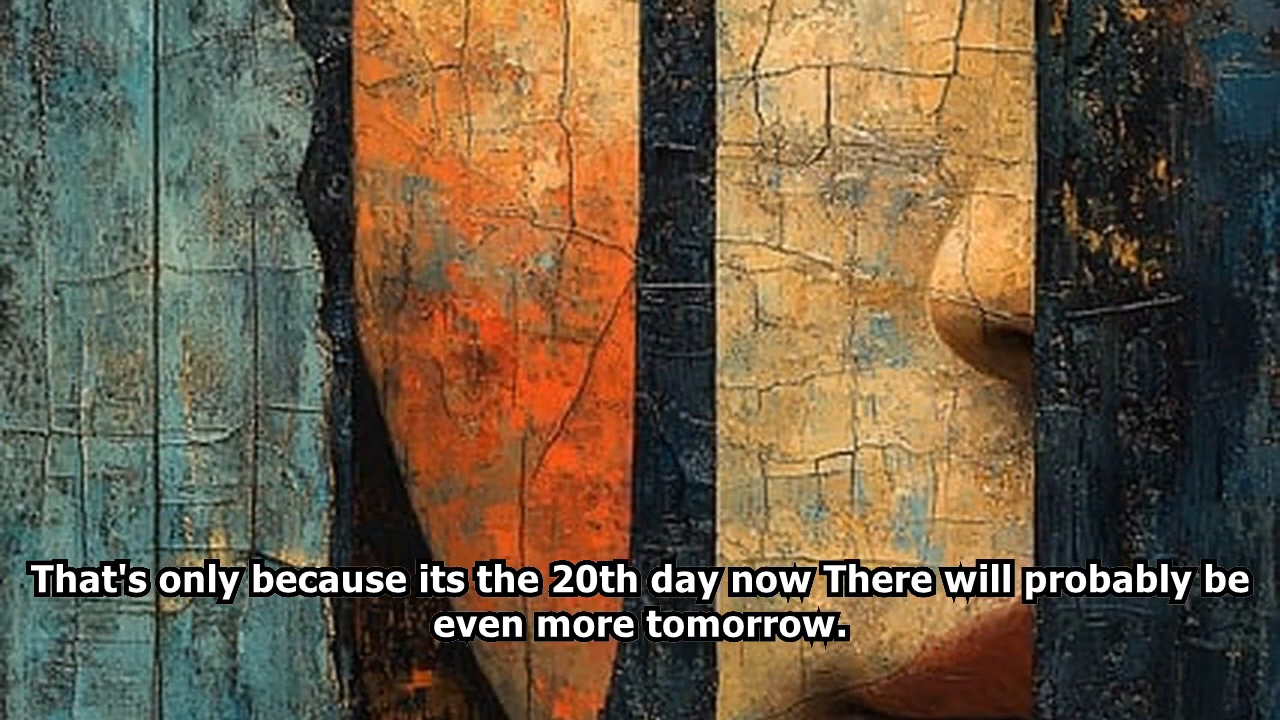 That's only because its the 20th day now There will probably be
even more tomorrow.